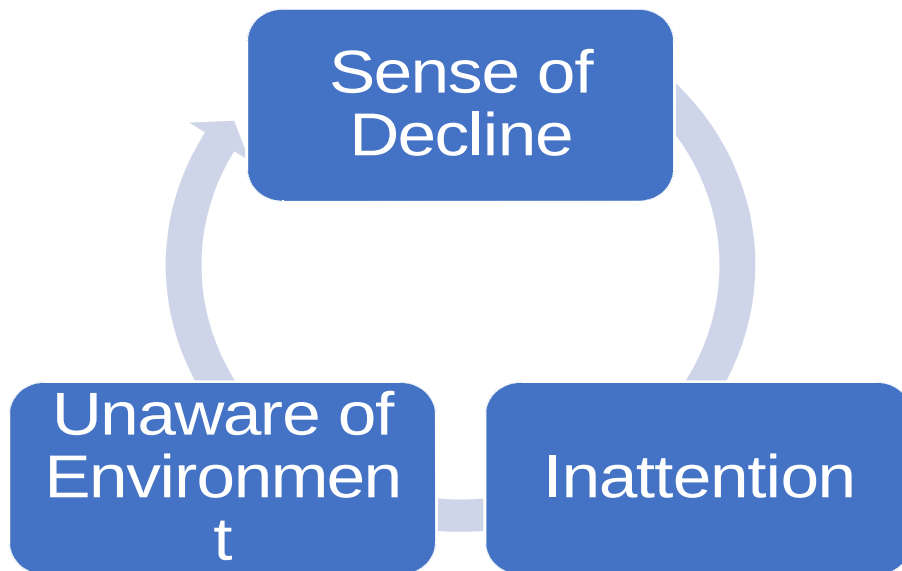 Sense of
Decline
Unaware of
Environmen
t
Inattention